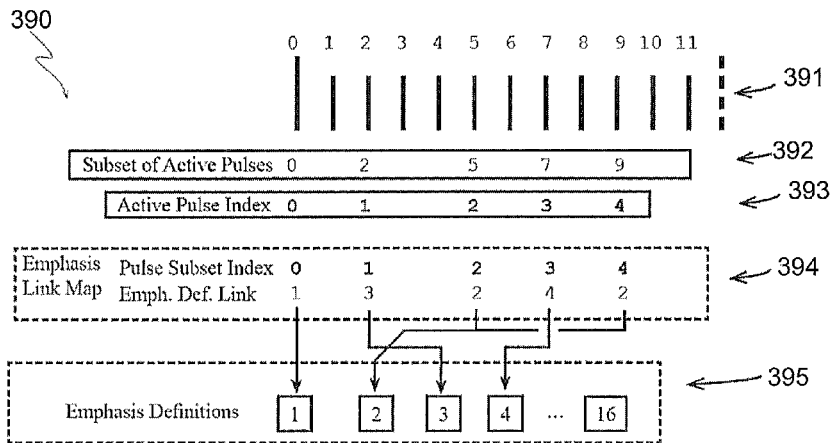 390
0 1 2 3 4 5 6 7 8 9 10 11
391
Subset of Active Pulses 0 2 5 7 9
392
Active Pulse Index 0 1 2 3 4
393
Emphasis Pulse Subset Index 0 1 2 3 4
394
Link Map Emph. Def. Link 1 3 2 4 2
395
Emphasis Definitions 1 2 3 4 ... 16